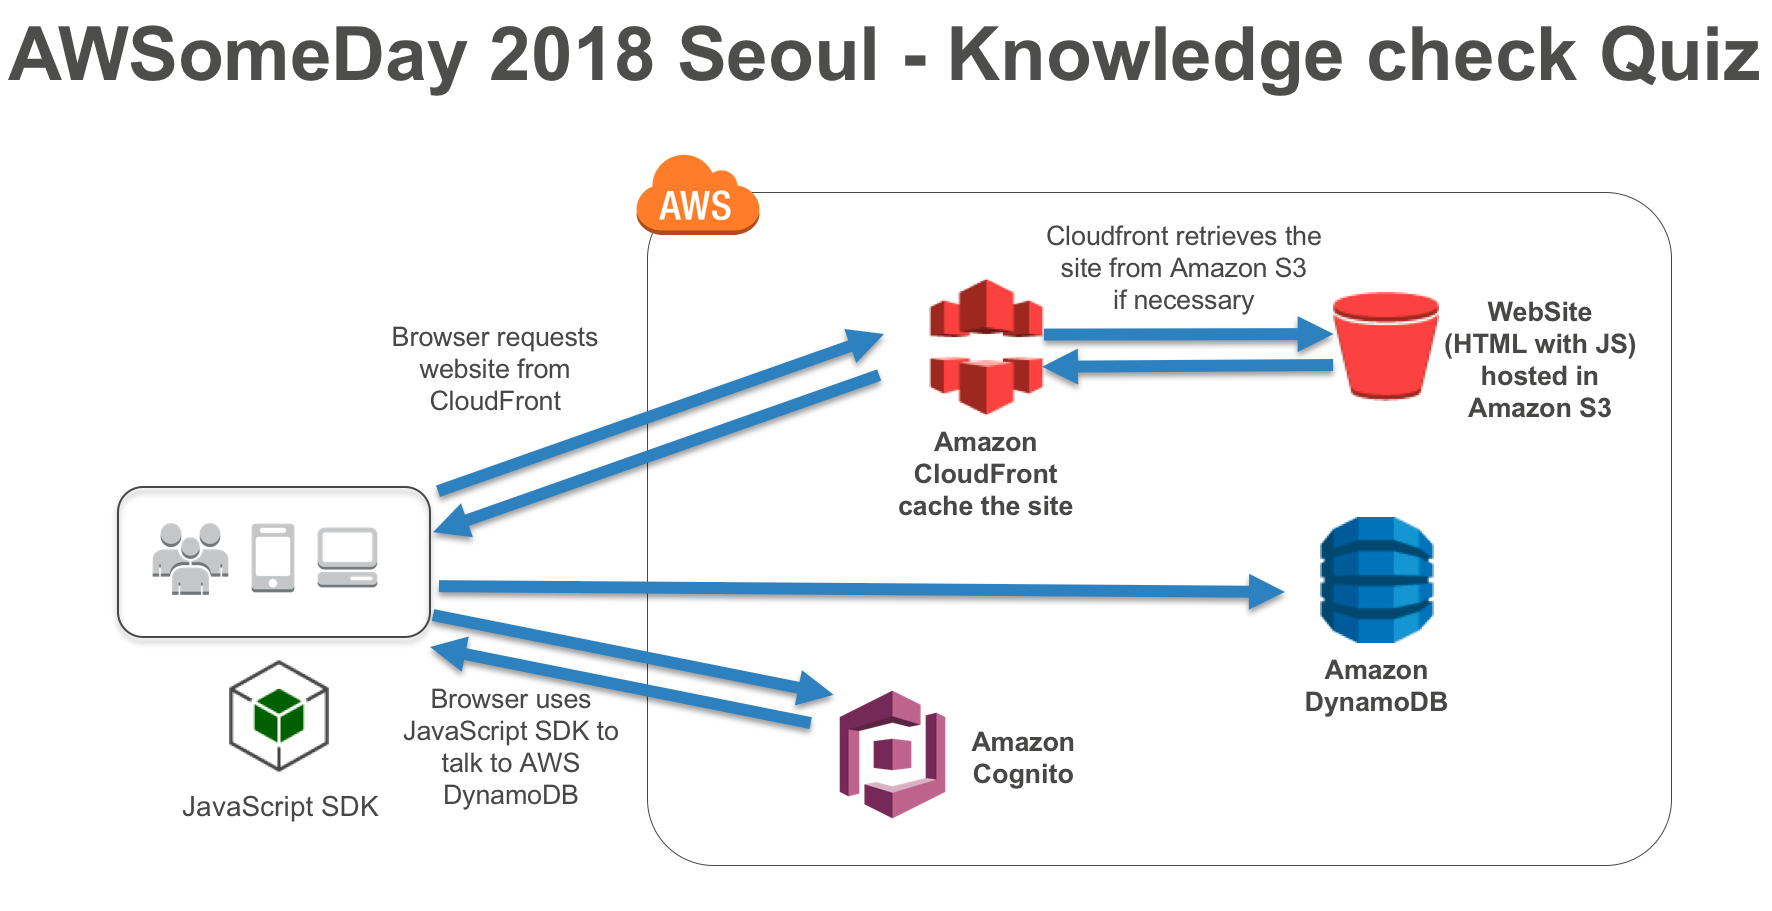 AWSomeDay 2018 Seoul - Knowledge check Quiz
AWS
Cloudfront retrieves the
site from Amazon S3
if necessary
WebSite
(HTML with JS)
hosted in
Amazon S3
Browser requests
website from
CloudFront
Amazon
CloudFront
cache the site
Amazon
DynamoDB
Browser uses
JavaScript SDK to
talk to AWS
DynamoDB
Amazon
Cognito
JavaScript SDK